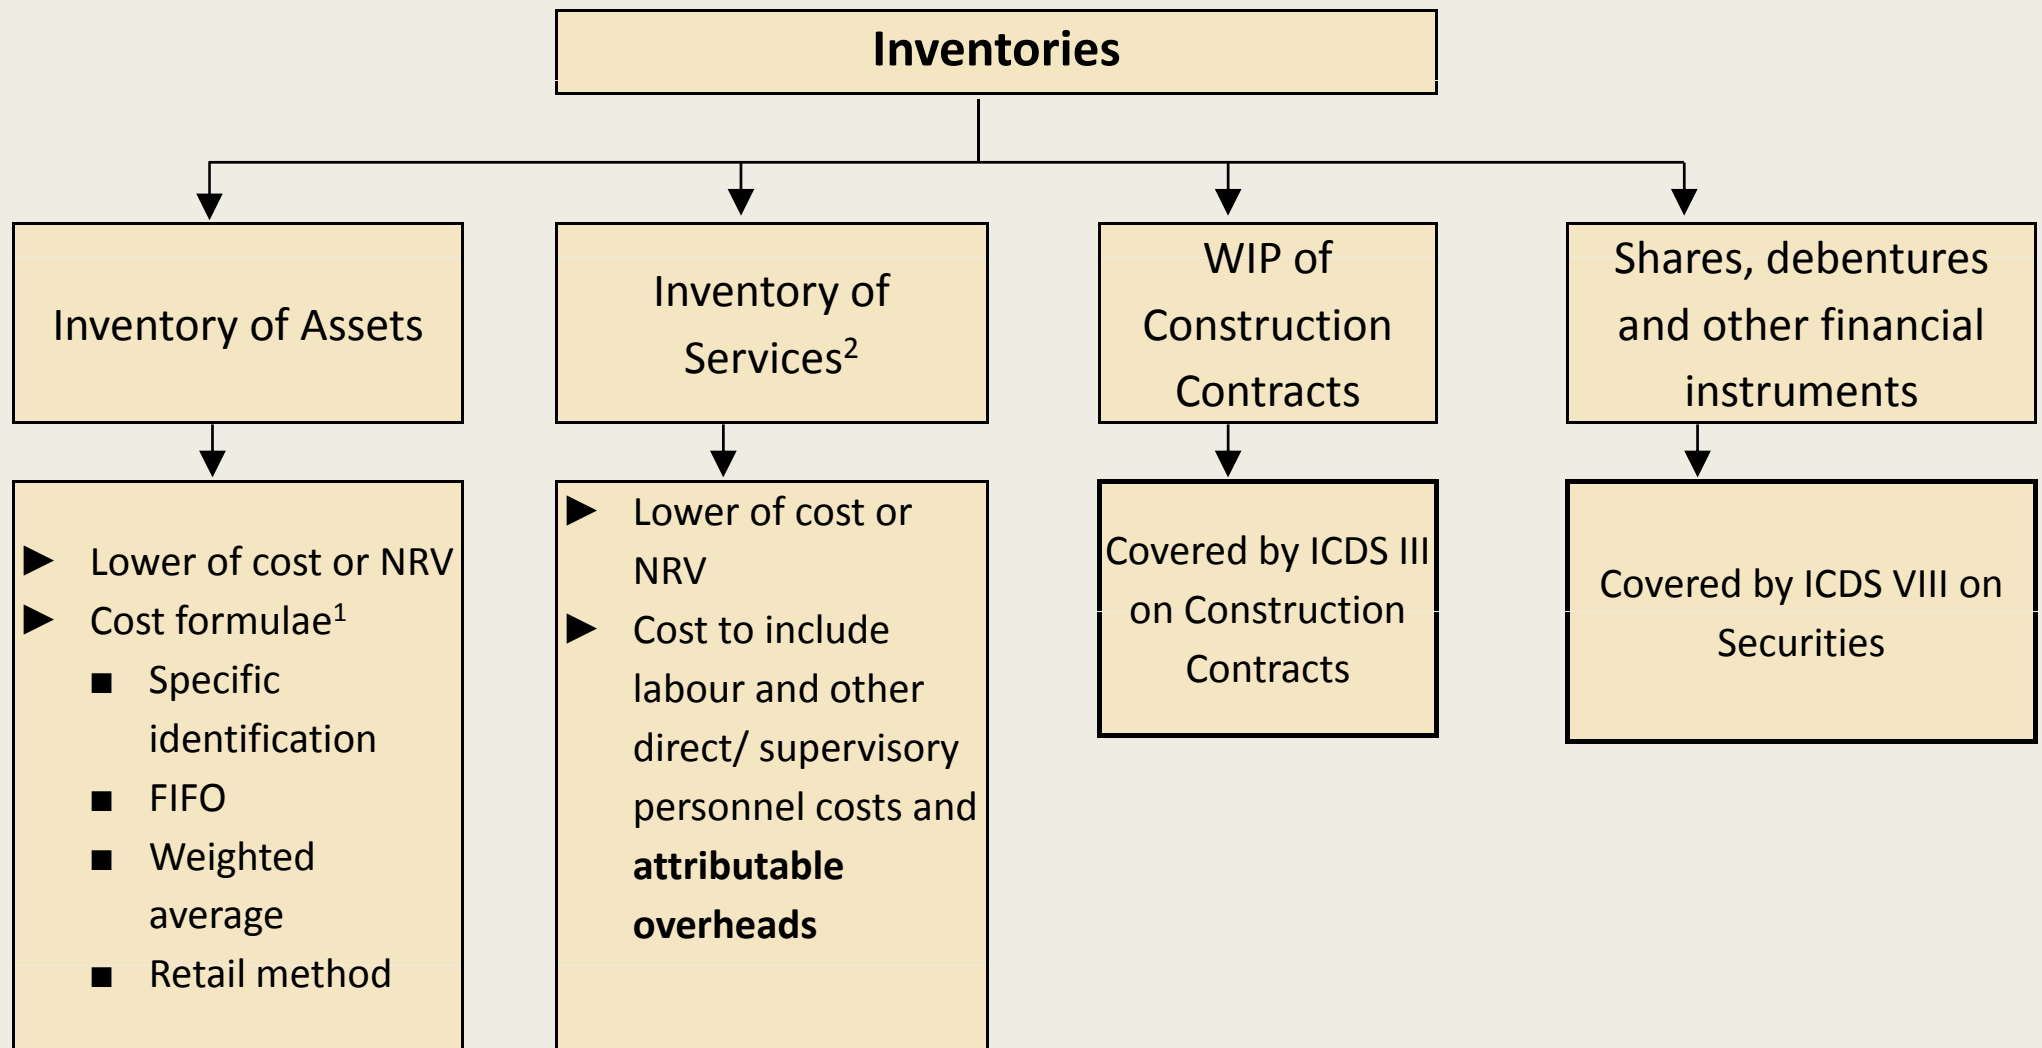 Inventories
Inventory of Assets
Inventory of
Services²
WIP of
Construction
Contracts
Shares, debentures
and other financial
instruments
► Lower of cost or NRV
► Cost formulae¹
■ Specific
identification
■ FIFO
■ Weighted
average
■ Retail method
► Lower of cost or
NRV
► Cost to include
labour and other
direct/ supervisory
personnel costs and
attributable
overheads
Covered by ICDS III
on Construction
Contracts
Covered by ICDS VIII on
Securities